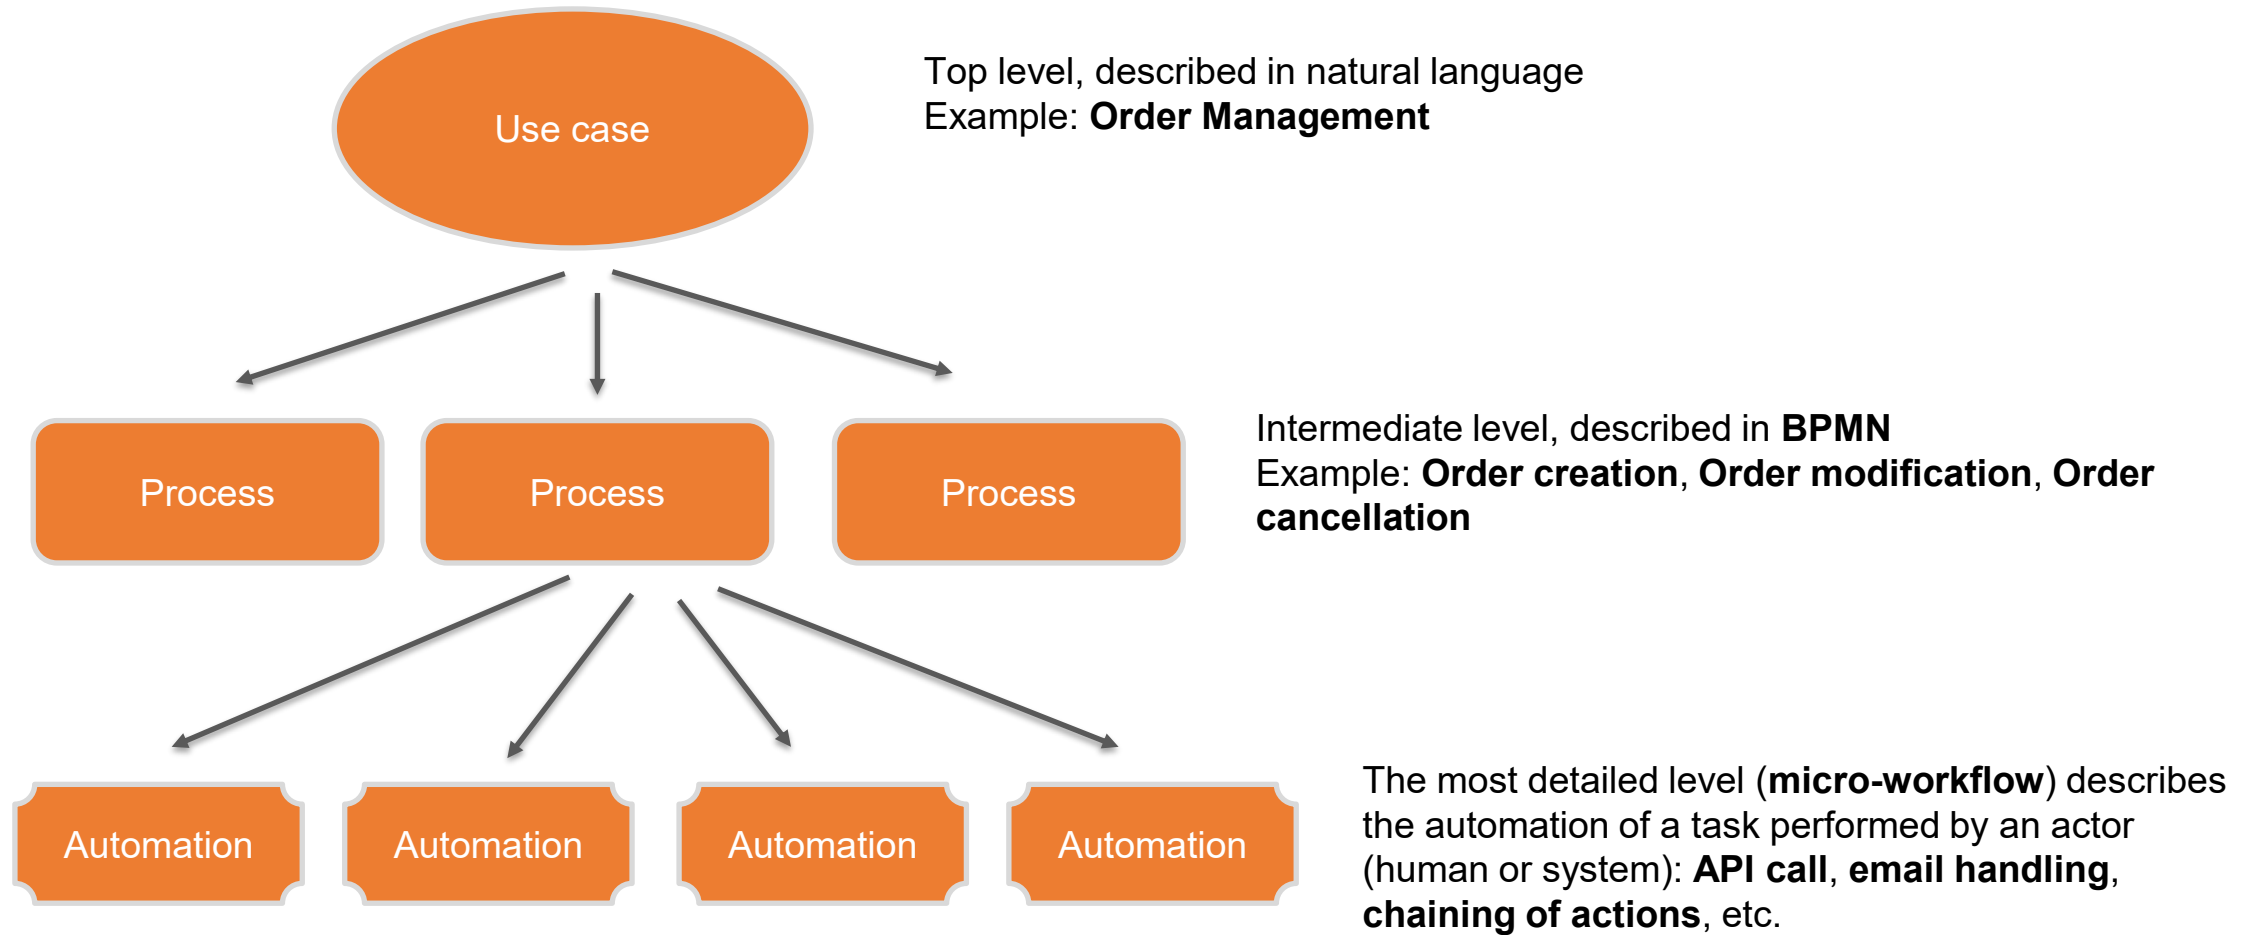 Use case
Top level, described in natural language
Example: Order Management
Process
Process
Process
Intermediate level, described in BPMN
Example: Order creation, Order modification, Order
cancellation
Automation
Automation
Automation
Automation
The most detailed level (micro-workflow) describes
the automation of a task performed by an actor
(human or system): API call, email handling,
chaining of actions, etc.